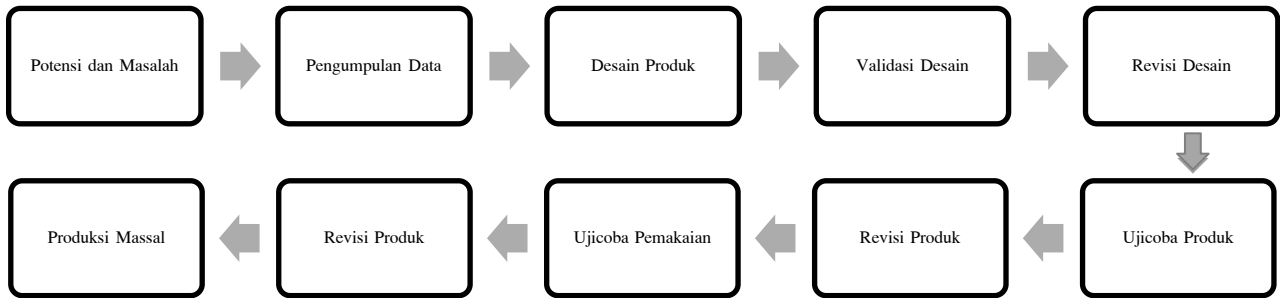 Potensi dan Masalah
Pengumpulan Data
Desain Produk
Validasi Desain
Revisi Desain
Ujicoba Produk
Revisi Produk
Ujicoba Pemakaian
Revisi Produk
Produksi Massal